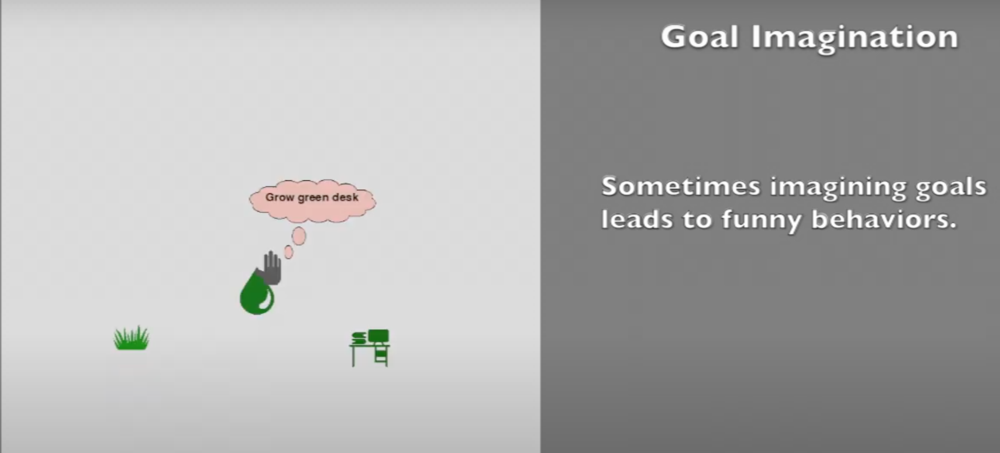 Goal Imagination
Grow green desk
Sometimes imagining goals
leads to funny behaviors.